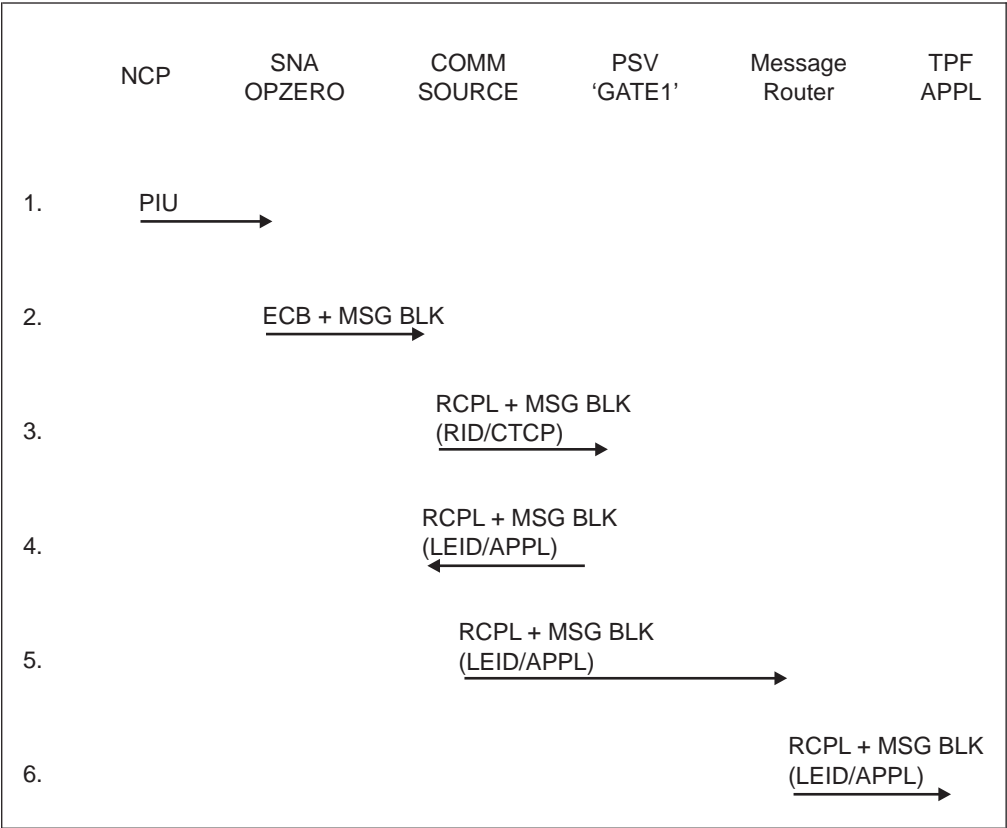 NCP
SNA
OPZERO
COMM
SOURCE
PSV
‘GATE1’
Message
Router
TPF
APPL
1.
PIU
2.
ECB + MSG BLK
3.
RCPL + MSG BLK
(RID/CTCP)
4.
RCPL + MSG BLK
(LEID/APPL)
5.
RCPL + MSG BLK
(LEID/APPL)
6.
RCPL + MSG BLK
(LEID/APPL)